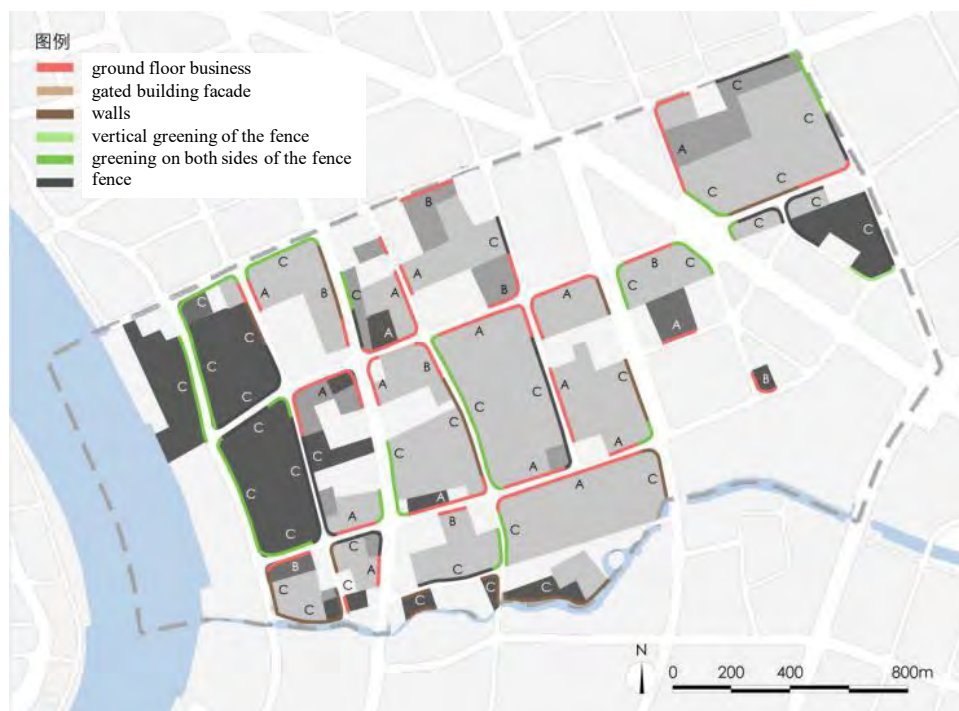 图例
ground floor business
gated building facade
walls
vertical greening of the fence
greening on both sides of the fence
fence
C
C
A
C
C
B
C
C
C
C
C
B
C
A
B
A
B
C
A
A
C
C
A
A
A
C
C
B
C
A
A
C
B
A
C
C
C
C
C
A
C
C
A
C
A
C
C
A
A
B
C
C
C
B
A
C
C
C
C
C
C
C
N
0 200 400 800m